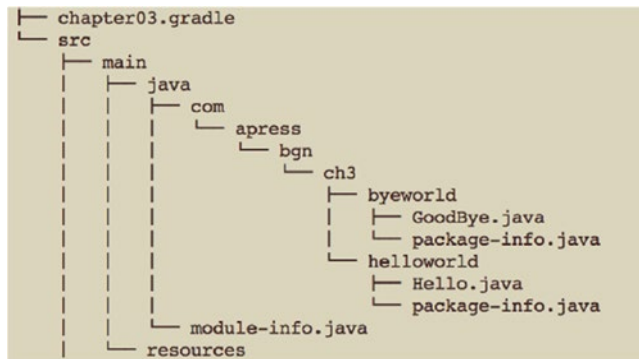 ├── chapter03.gradle
└── src
    ├── main
    │   ├── java
    │   │   ├── com
    │   │   │   └── apress
    │   │   │       └── bgn
    │   │   │           └── ch3
    │   │   │               ├── byeworld
    │   │   │               │   ├── GoodBye.java
    │   │   │               │   └── package-info.java
    │   │   │               └── helloworld
    │   │   │                   ├── Hello.java
    │   │   │                   └── package-info.java
    │   │   └── module-info.java
    │   └── resources